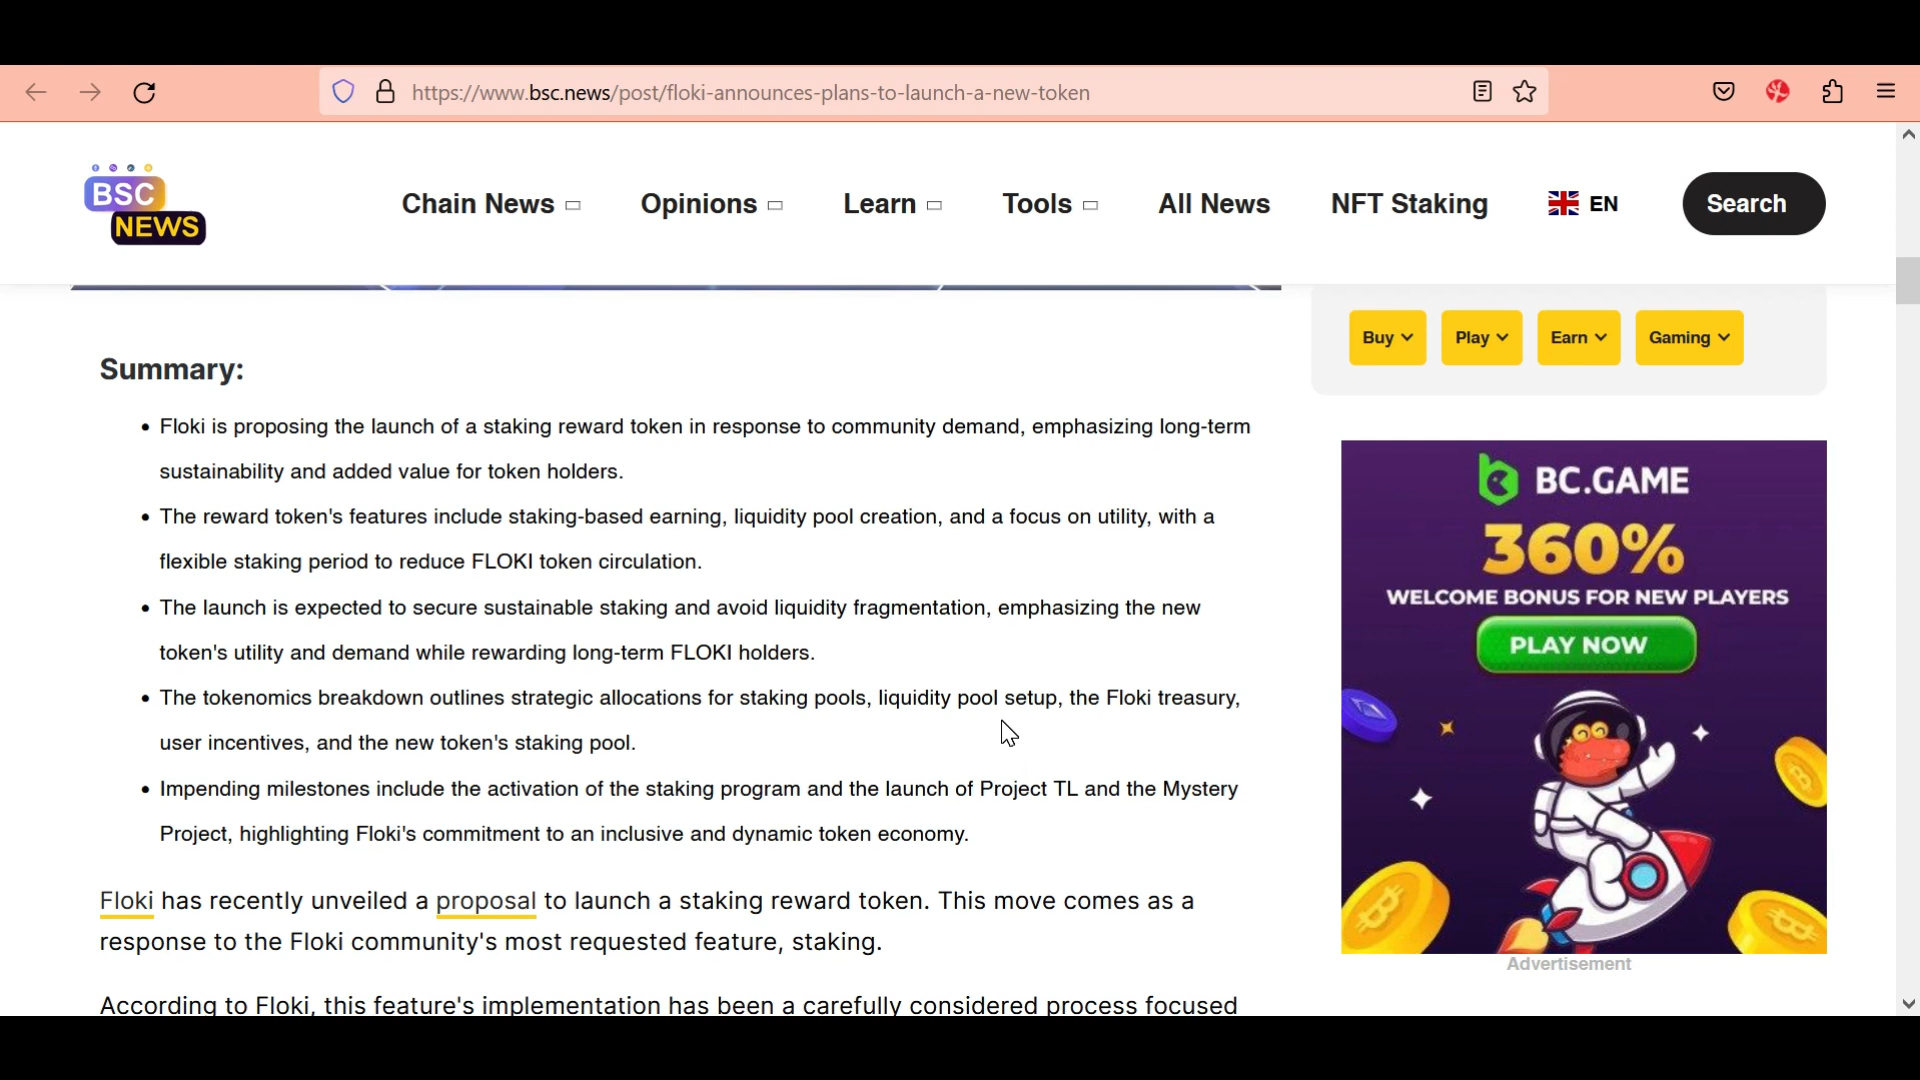 https://www.bsc.news/post/floki-announces-plans-to-launch-a-new-token
BSC
NEWS
Chain News
Opinions
Learn
Tools
All News
NFT Staking
EN
Search
Buy
Play
Earn
Gaming
Summary:
• Floki is proposing the launch of a staking reward token in response to community demand, emphasizing long-term
sustainability and added value for token holders.
• The reward token's features include staking-based earning, liquidity pool creation, and a focus on utility, with a
flexible staking period to reduce FLOKI token circulation.
• The launch is expected to secure sustainable staking and avoid liquidity fragmentation, emphasizing the new
token's utility and demand while rewarding long-term FLOKI holders.
• The tokenomics breakdown outlines strategic allocations for staking pools, liquidity pool setup, the Floki treasury,
user incentives, and the new token's staking pool.
• Impending milestones include the activation of the staking program and the launch of Project TL and the Mystery
Project, highlighting Floki's commitment to an inclusive and dynamic token economy.
Floki has recently unveiled a proposal to launch a staking reward token. This move comes as a
response to the Floki community's most requested feature, staking.
According to Floki, this feature's implementation has been a carefully considered process focused
BC.GAME
360%
WELCOME BONUS FOR NEW PLAYERS
PLAY NOW
Advertisement